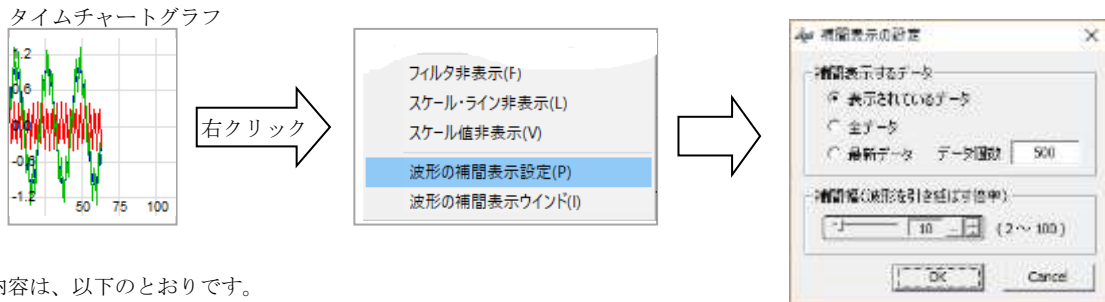 タイムチャートグラフ
1.2
0.6
0.0
-0.6
-1.2
50 75 100
右クリック
フィルタ非表示(F)
スケール・ライン非表示(L)
スケール値非表示(V)
波形の補間表示設定(P)
波形の補間表示ウインド(I)
補間表示の設定
補間表示するデータ
表示されているデータ
全データ
最新データ データ個数 500
補間幅(波形を引き延ばす倍率)
10 (2～100)
OK Cancel
内容は、以下のとおりです。